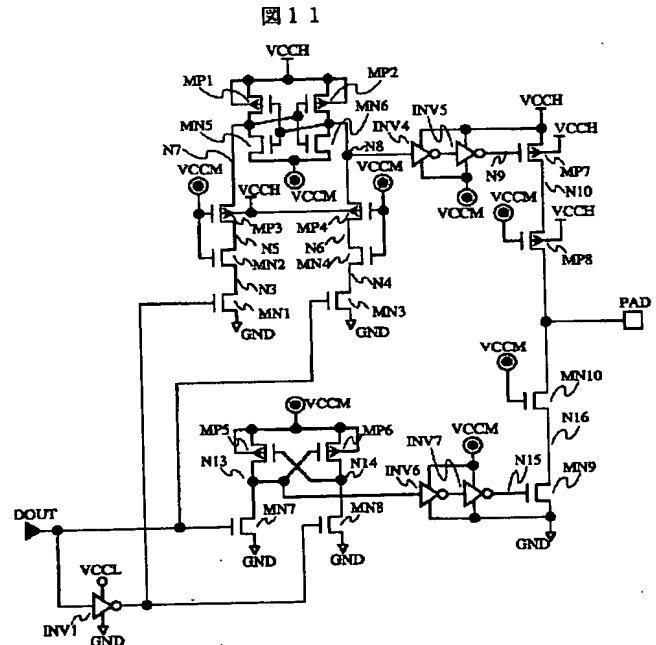 図11
VCCH
MP1
MP2
MN5
MN6
N7
N8
INV4
INV5
VCCH
VCCH
N9
MP7
N10
VCCM
VCCM
VCCH
VCCM
VCCM
VCCM
VCCH
MP3
MP4
MP8
N5
N6
MN2
MN4
N3
N4
MN1
MN3
GND
GND
PAD
VCCM
MN10
VCCM
MP5
MP6
VCCM
N16
N13
N14
INV6
INV7
N15
MN9
DOUT
MN7
MN8
GND
GND
GND
VCCL
INV1
GND